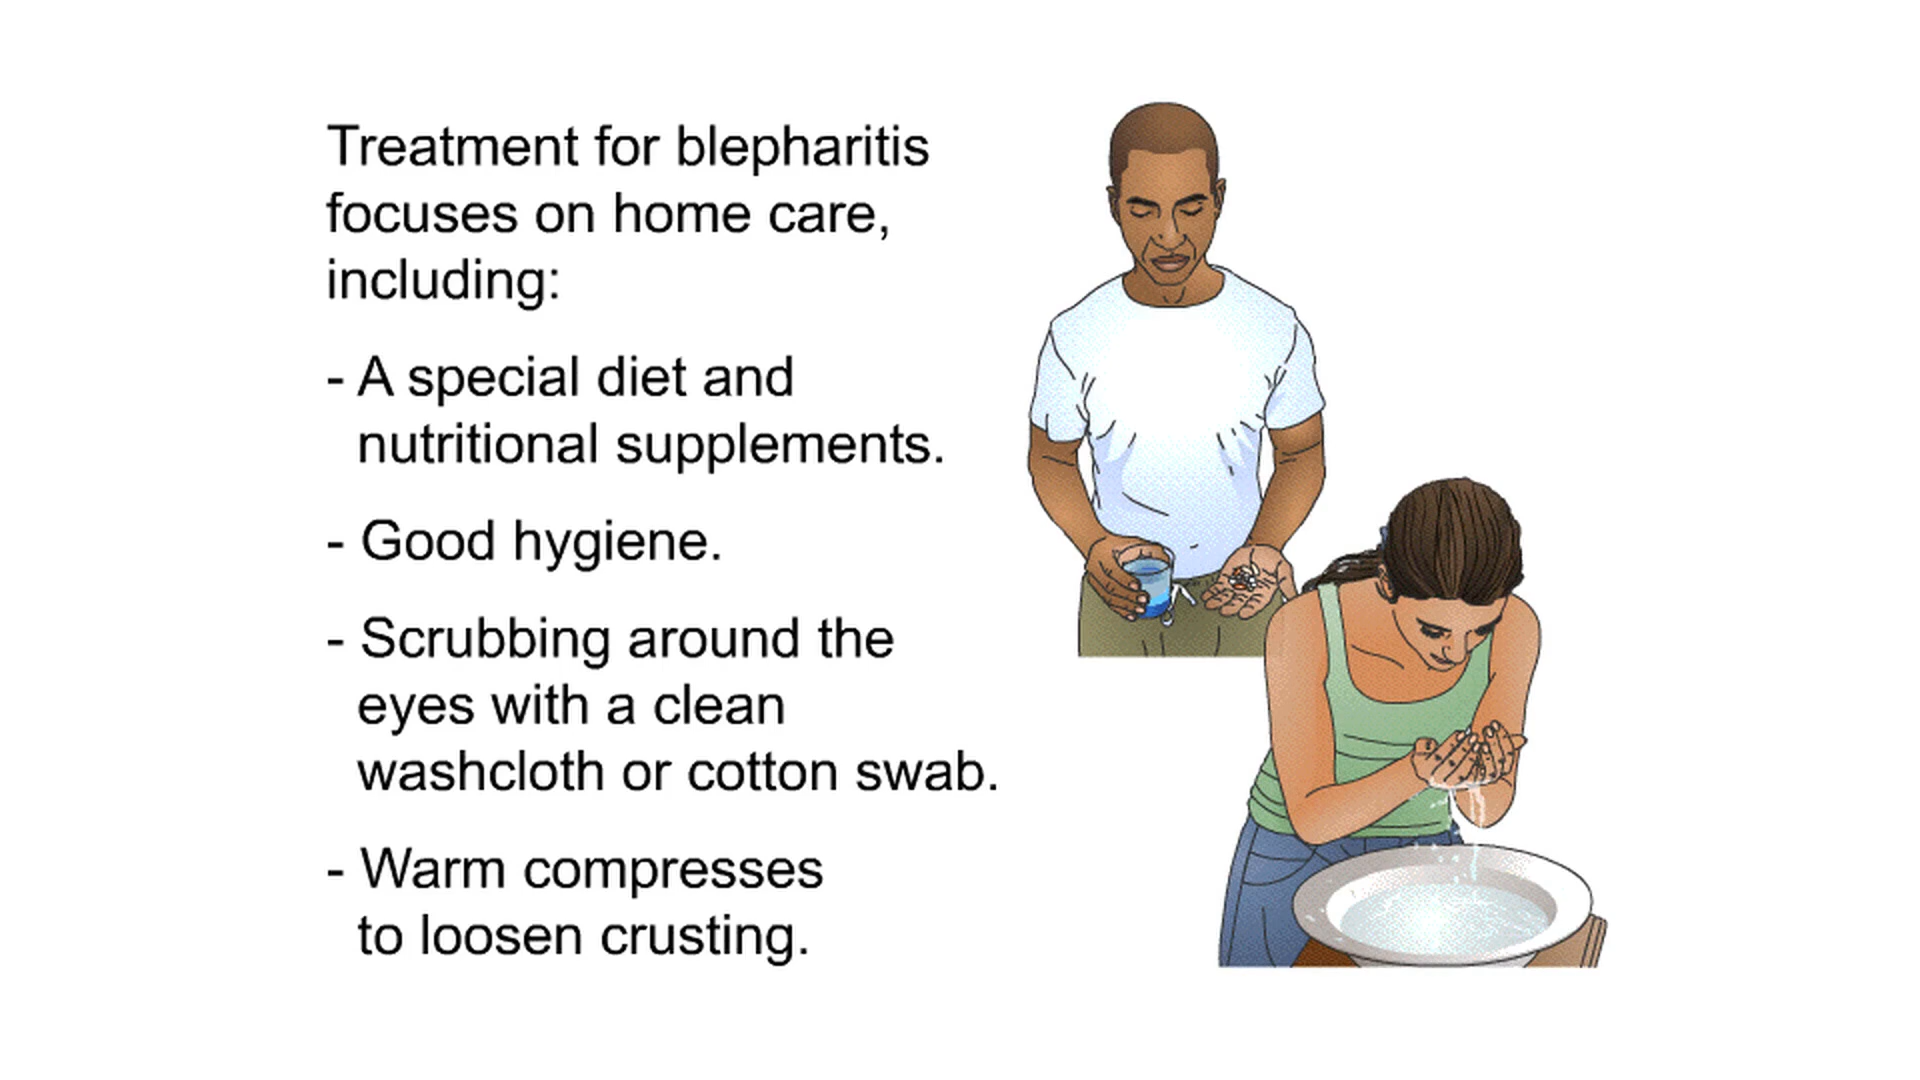 Treatment for blepharitis
focuses on home care,
including:
- A special diet and
nutritional supplements.
- Good hygiene.
- Scrubbing around the
eyes with a clean
washcloth or cotton swab.
- Warm compresses
to loosen crusting.